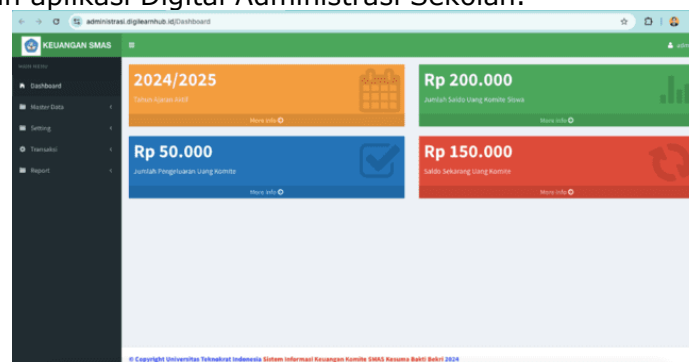 n aplikasi Digital Administrasi Sekolah.
administrasi.digilearnhub.id/Dashboard
KEUANGAN SMAS
adm
MAIN MENU
Dashboard
Master Data
Setting
Transaksi
Report
2024/2025
Tahun Ajaran Aktif
More info
Rp 200.000
Jumlah Saldo Uang Komite Siswa
More info
Rp 50.000
Jumlah Pengeluaran Uang Komite
More info
Rp 150.000
Saldo Sekarang Uang Komite
More info
© Copyright Universitas Teknokrat Indonesia Sistem Informasi Keuangan Komite SMAS Kesuma Bakti Bekri 2024